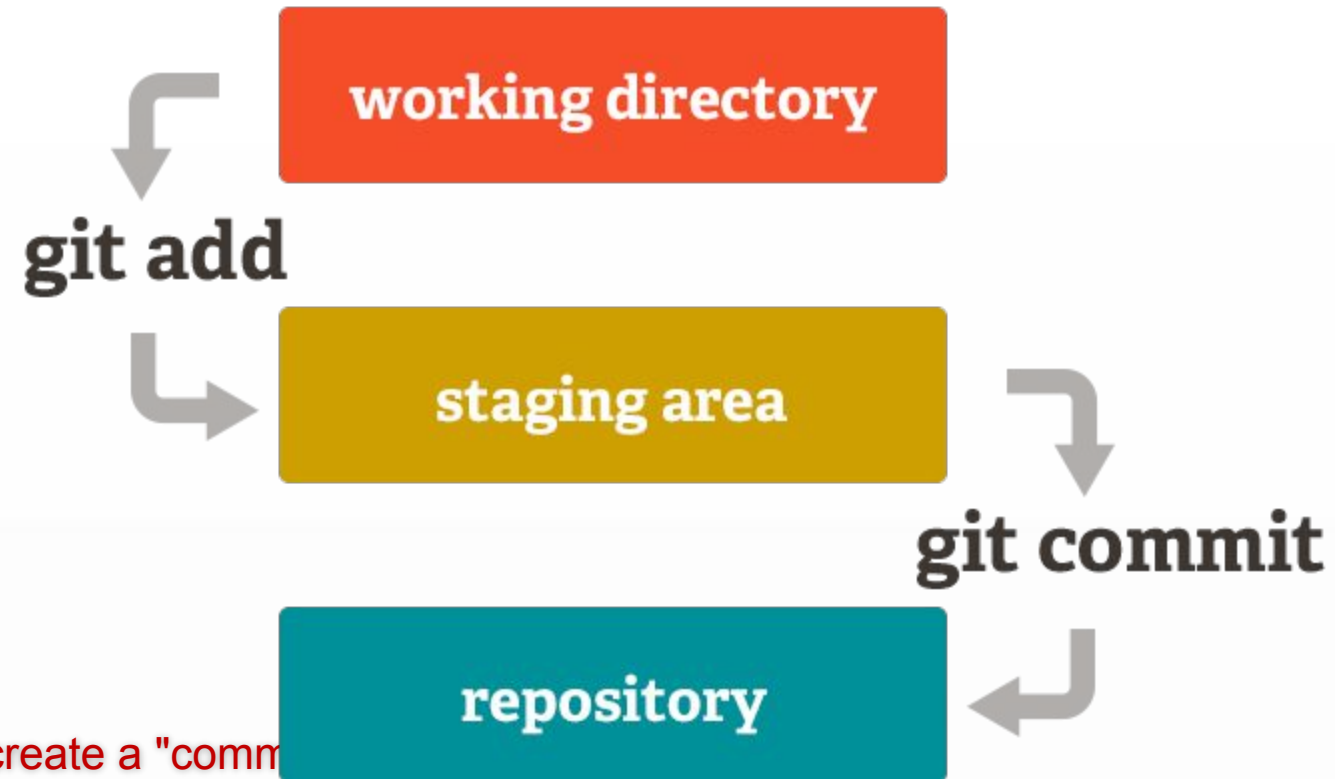 working directory
git add
staging area
git commit
repository
create a "comm